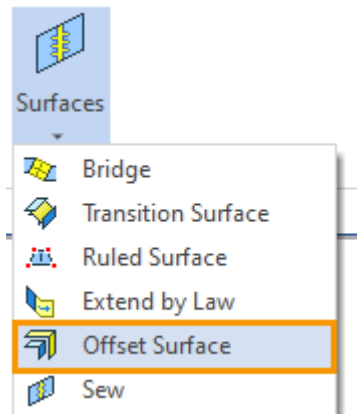 Surfaces
Bridge
Transition Surface
Ruled Surface
Extend by Law
Offset Surface
Sew